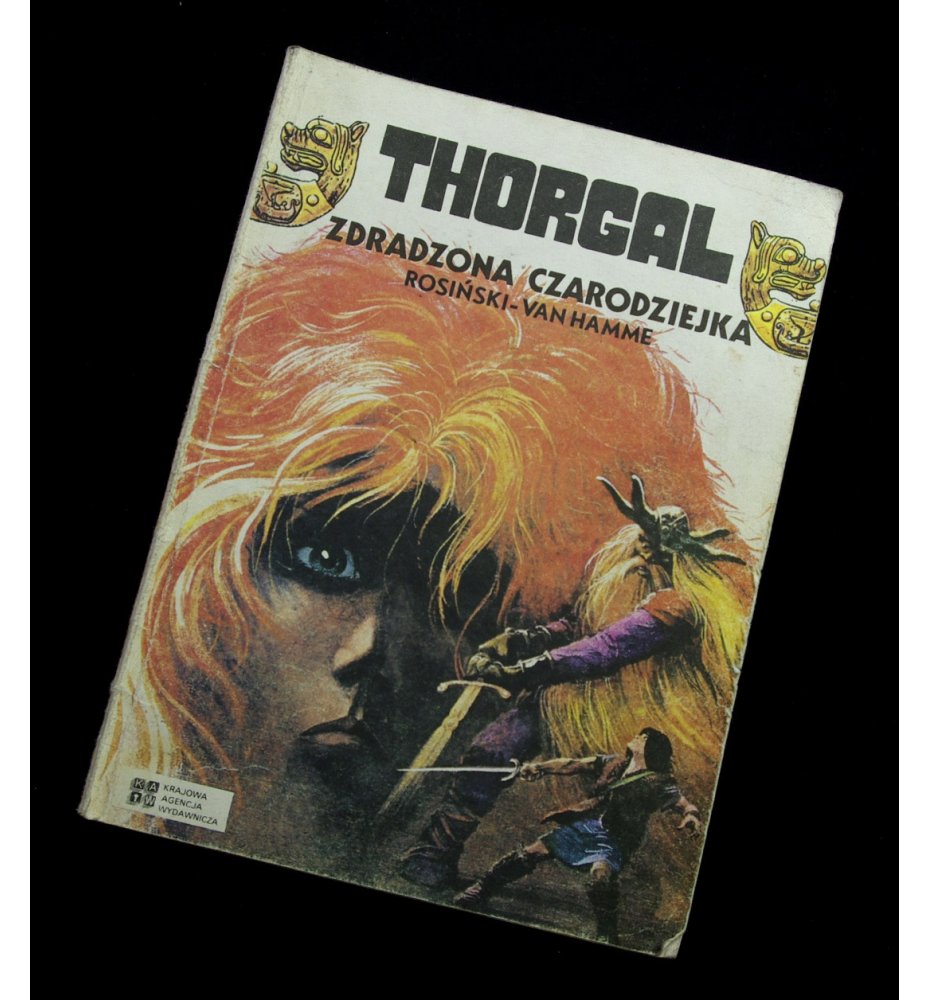 THORGAL
ZDRADZONA CZARODZIEJKA
ROSIŃSKI-VAN HAMME
KAW
KRAJOWA
AGENCJA
WYDAWNICZA